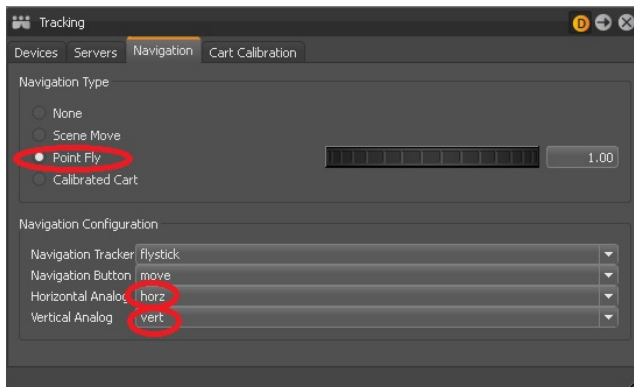 Tracking
D
Devices Servers Navigation Cart Calibration
Navigation Type
None
Scene Move
Point Fly
1.00
Calibrated Cart
Navigation Configuration
Navigation Tracker flystick
Navigation Button move
Horizontal Analog horz
Vertical Analog vert